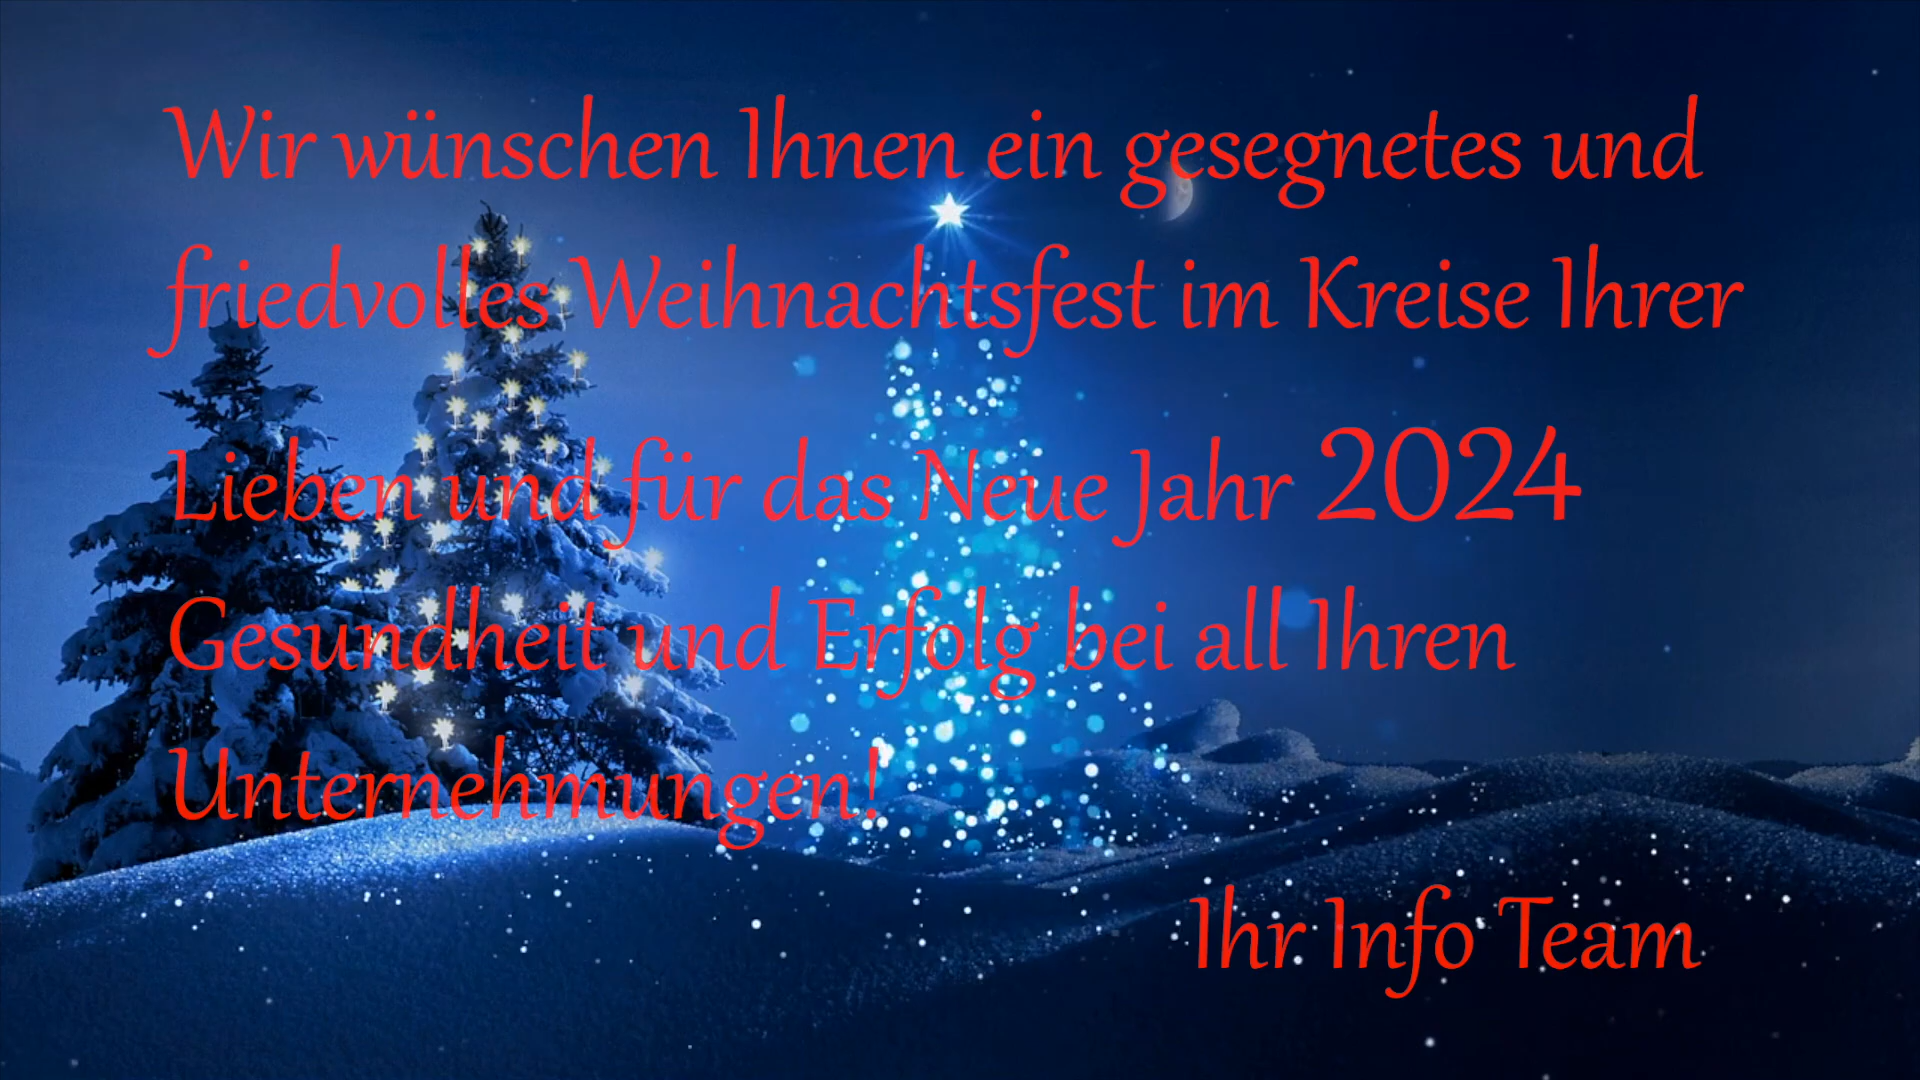 Wir wünschen Ihnen ein gesegnetes und
friedvolles Weihnachtsfest im Kreise Ihrer
Lieben und für das Neue Jahr 2024
Gesundheit und Erfolg bei all Ihren
Unternehmungen!
Ihr Info Team